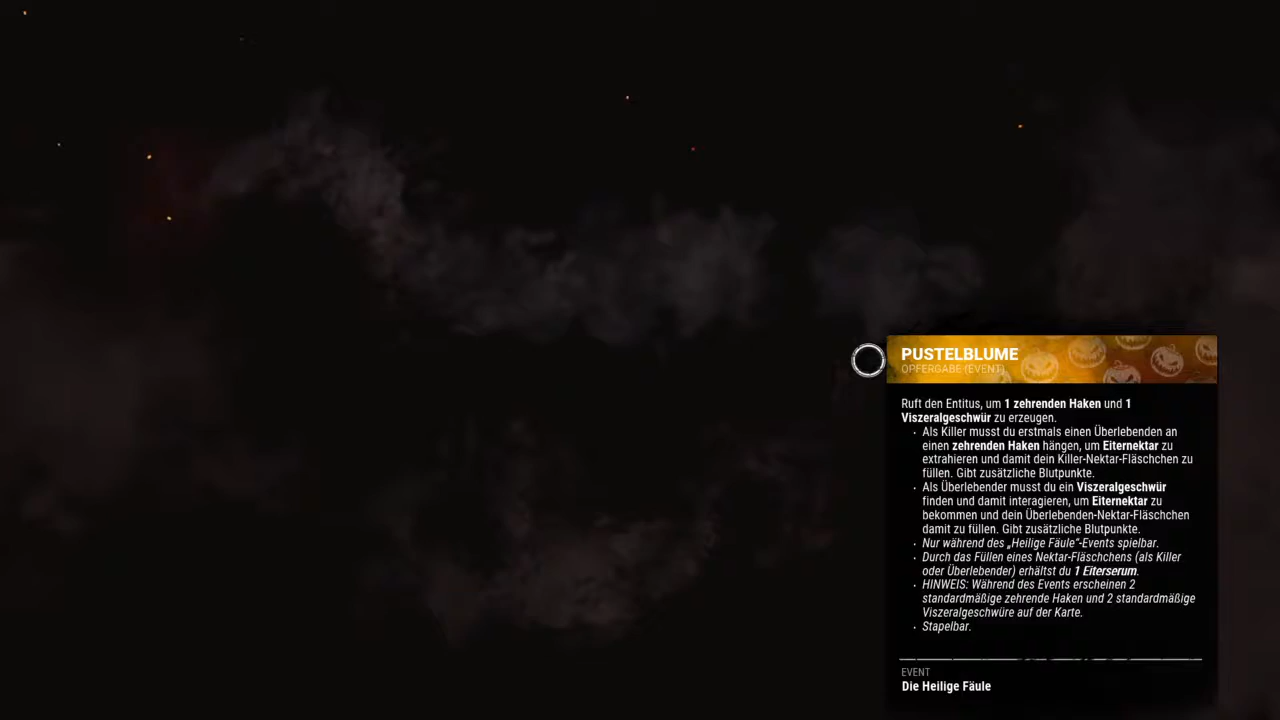 PUSTELBLUME
OPFERGABE (EVENT)
Ruft den Entitus, um 1 zehrenden Haken und 1
Viszeralgeschwür zu erzeugen.
• Als Killer musst du erstmals einen Überlebenden an
einen zehrenden Haken hängen, um Eiternektar zu
extrahieren und damit dein Killer-Nektar-Fläschchen zu
füllen. Gibt zusätzliche Blutpunkte.
• Als Überlebender musst du ein Viszeralgeschwür
finden und damit interagieren, um Eiternektar zu
bekommen und dein Überlebenden-Nektar-Fläschchen
damit zu füllen. Gibt zusätzliche Blutpunkte.
• Nur während des „Heilige Fäule“-Events spielbar.
• Durch das Füllen eines Nektar-Fläschchens (als Killer
oder Überlebender) erhältst du 1 Eiterserum.
• HINWEIS: Während des Events erscheinen 2
standardmäßige zehrende Haken und 2 standardmäßige
Viszeralgeschwüre auf der Karte.
• Stapelbar.
EVENT
Die Heilige Fäule